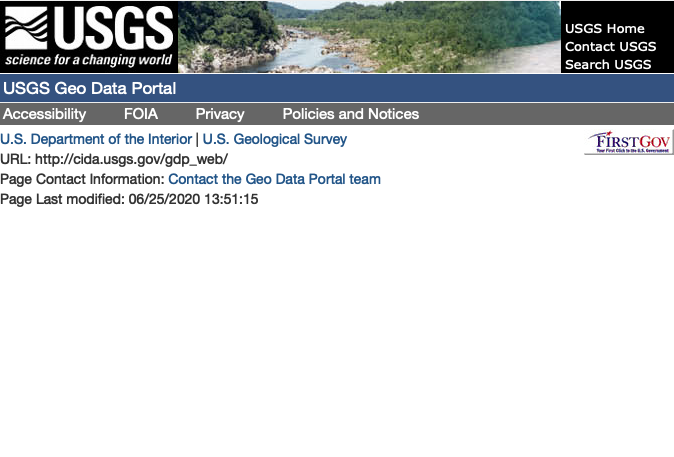 USGS
science for a changing world
USGS Home
Contact USGS
Search USGS
USGS Geo Data Portal
Accessibility FOIA Privacy Policies and Notices
U.S. Department of the Interior | U.S. Geological Survey
URL: http://cida.usgs.gov/gdp_web/
Page Contact Information: Contact the Geo Data Portal team
Page Last modified: 06/25/2020 13:51:15
FIRSTGOV
Your First Click to the U.S. Government